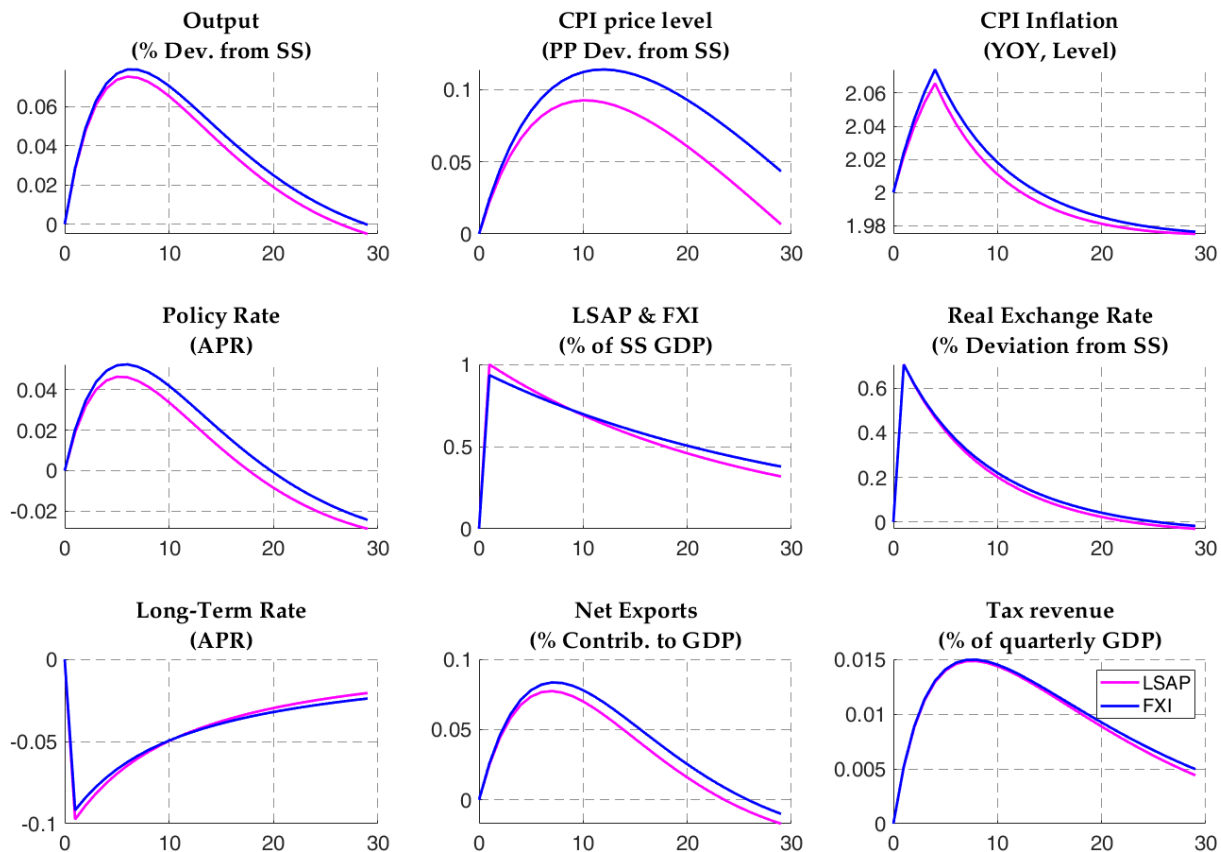 Output
(% Dev. from SS)
0.06
0.04
0.02
0
0 10 20 30
CPI price level
(PP Dev. from SS)
0.1
0.05
0
0 10 20 30
CPI Inflation
(YOY, Level)
2.06
2.04
2.02
2
1.98
0 10 20 30
Policy Rate
(APR)
0.04
0.02
0
-0.02
0 10 20 30
LSAP & FXI
(% of SS GDP)
1
0.5
0
0 10 20 30
Real Exchange Rate
(% Deviation from SS)
0.6
0.4
0.2
0
0 10 20 30
Long-Term Rate
(APR)
0
-0.05
-0.1
0 10 20 30
Net Exports
(% Contrib. to GDP)
0.1
0.05
0
0 10 20 30
Tax revenue
(% of quarterly GDP)
0.015
0.01
0.005
0
0 10 20 30
LSAP
FXI